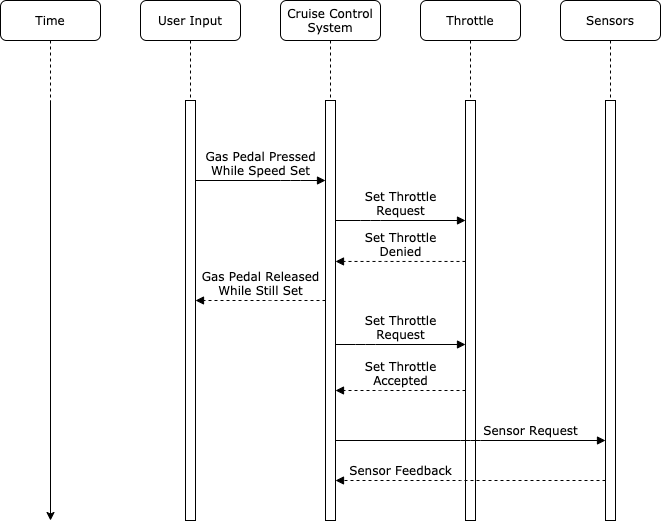 Time
User Input
Cruise Control
System
Throttle
Sensors
Gas Pedal Pressed
While Speed Set
Set Throttle
Request
Set Throttle
Denied
Gas Pedal Released
While Still Set
Set Throttle
Request
Set Throttle
Accepted
Sensor Request
Sensor Feedback